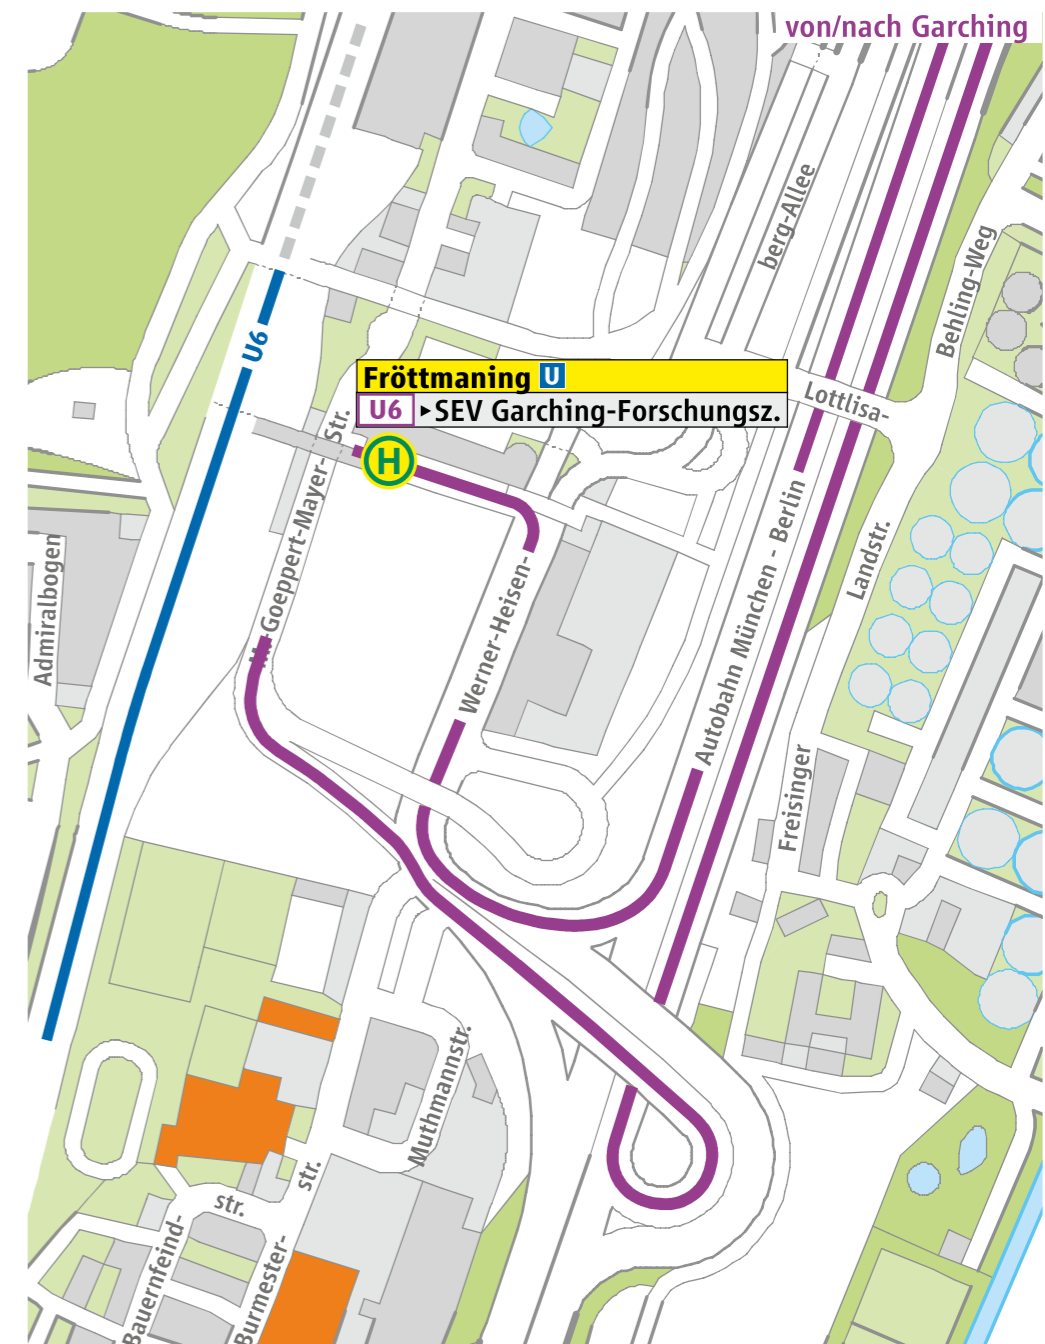 von/nach Garching
berg-Allee
Behling-Weg
U6
Fröttmaning U
U6 ▸SEV Garching-Forschungsz.
Lottlisa-
H
M.-Goeppert-Mayer-Str.
Admiralbogen
Werner-Heisen-
Autobahn München - Berlin
Landstr.
Freisinger
Muthmannstr.
str.
str.
Bauernfeind-
Burmester-